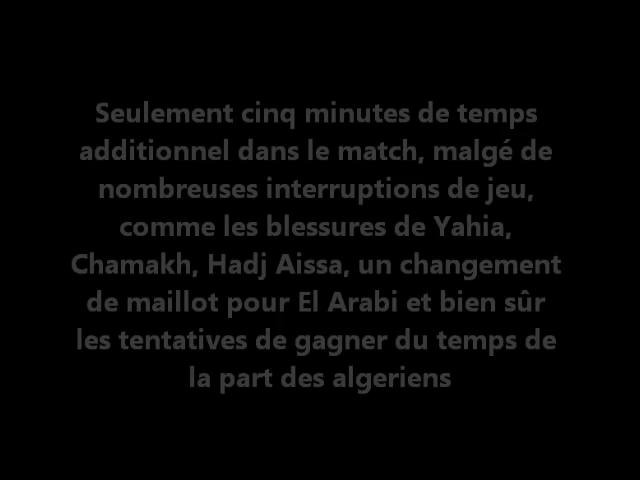 Seulement cinq minutes de temps
additionnel dans le match, malgé de
nombreuses interruptions de jeu,
comme les blessures de Yahia,
Chamakh, Hadj Aissa, un changement
de maillot pour El Arabi et bien sûr
les tentatives de gagner du temps de
la part des algeriens